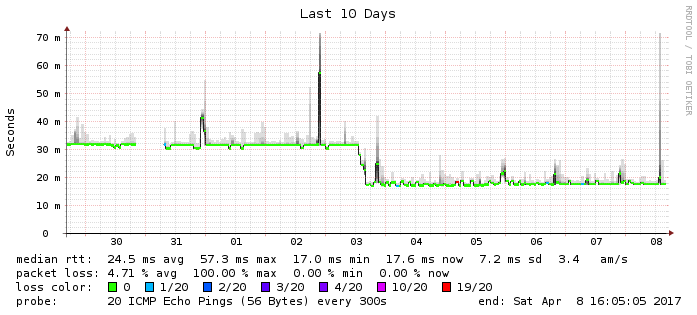 Last 10 Days
RRDTOOL / TOBI OETIKER
Seconds
70 m
60 m
50 m
40 m
30 m
20 m
10 m
0
30 31 01 02 03 04 05 06 07 08
median rtt: 24.5 ms avg 57.3 ms max 17.0 ms min 17.6 ms now 7.2 ms sd 3.4 am/s
packet loss: 4.71 % avg 100.00 % max 0.00 % min 0.00 % now
loss color: 0 1/20 2/20 3/20 4/20 10/20 19/20
probe: 20 ICMP Echo Pings (56 Bytes) every 300s end: Sat Apr 8 16:05:05 2017